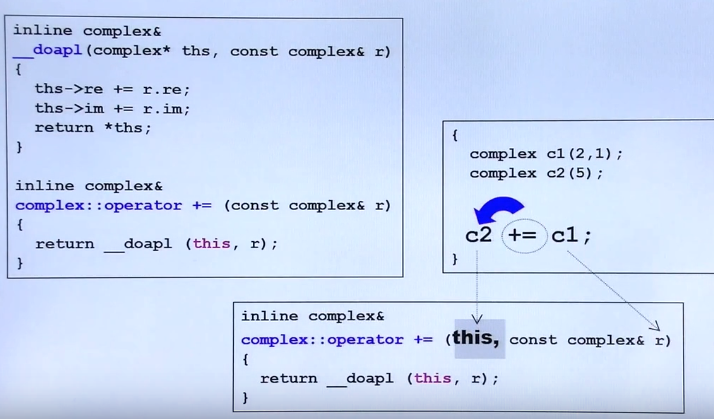 inline complex&
__doapl(complex* ths, const complex& r)
{
  ths->re += r.re;
  ths->im += r.im;
  return *ths;
}
inline complex&
complex::operator += (const complex& r)
{
  return __doapl (this, r);
}
{
  complex c1(2,1);
  complex c2(5);
  c2 += c1;
}
inline complex&
complex::operator += (this, const complex& r)
{
  return __doapl (this, r);
}